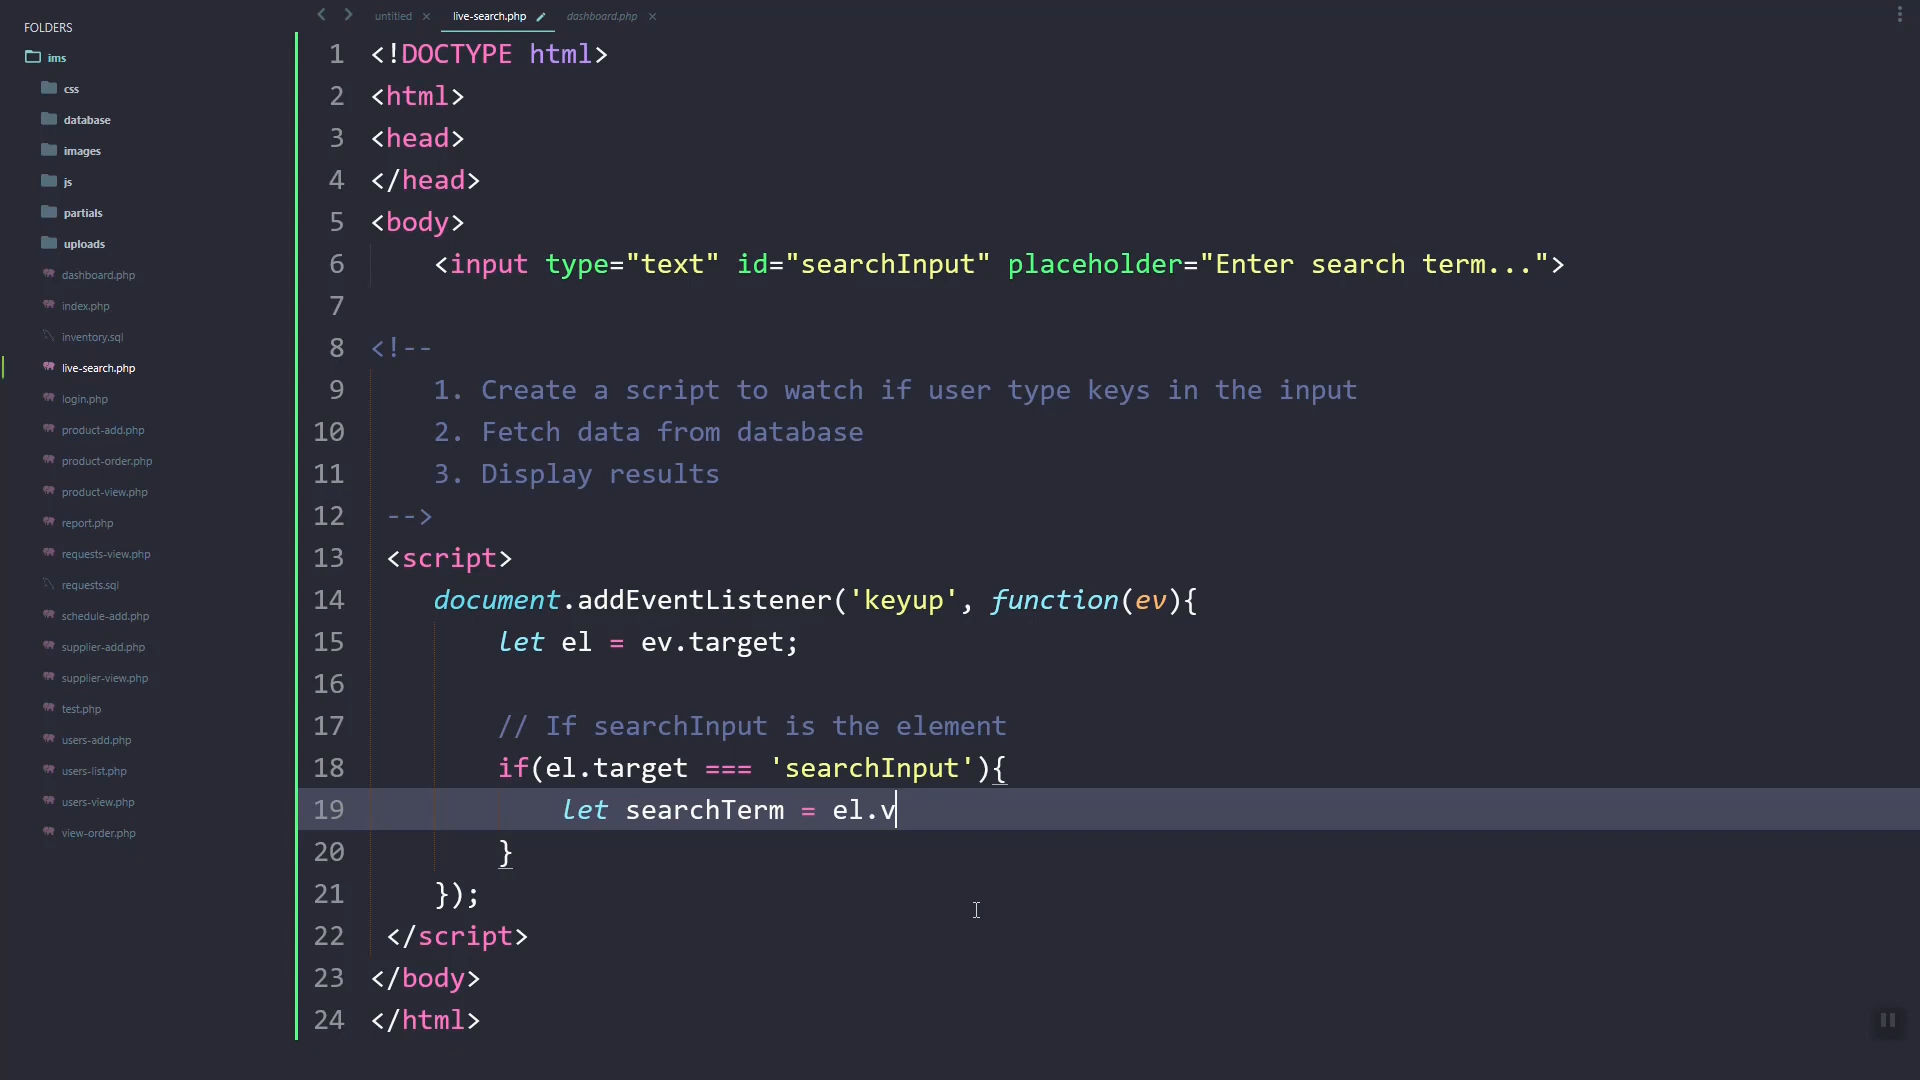 FOLDERS
ims
css
database
images
js
partials
uploads
dashboard.php
index.php
inventory.sql
live-search.php
login.php
product-add.php
product-order.php
product-view.php
report.php
requests-view.php
requests.sql
schedule-add.php
supplier-add.php
supplier-view.php
test.php
users-add.php
users-list.php
users-view.php
view-order.php
untitled × live-search.php dashboard.php ×
1 <!DOCTYPE html>
2 <html>
3 <head>
4 </head>
5 <body>
6 <input type="text" id="searchInput" placeholder="Enter search term...">
7
8 <!--
9 1. Create a script to watch if user type keys in the input
10 2. Fetch data from database
11 3. Display results
12 -->
13 <script>
14 document.addEventListener('keyup', function(ev){
15 let el = ev.target;
16
17 // If searchInput is the element
18 if(el.target === 'searchInput'){
19 let searchTerm = el.v
20 }
21 });
22 </script>
23 </body>
24 </html>